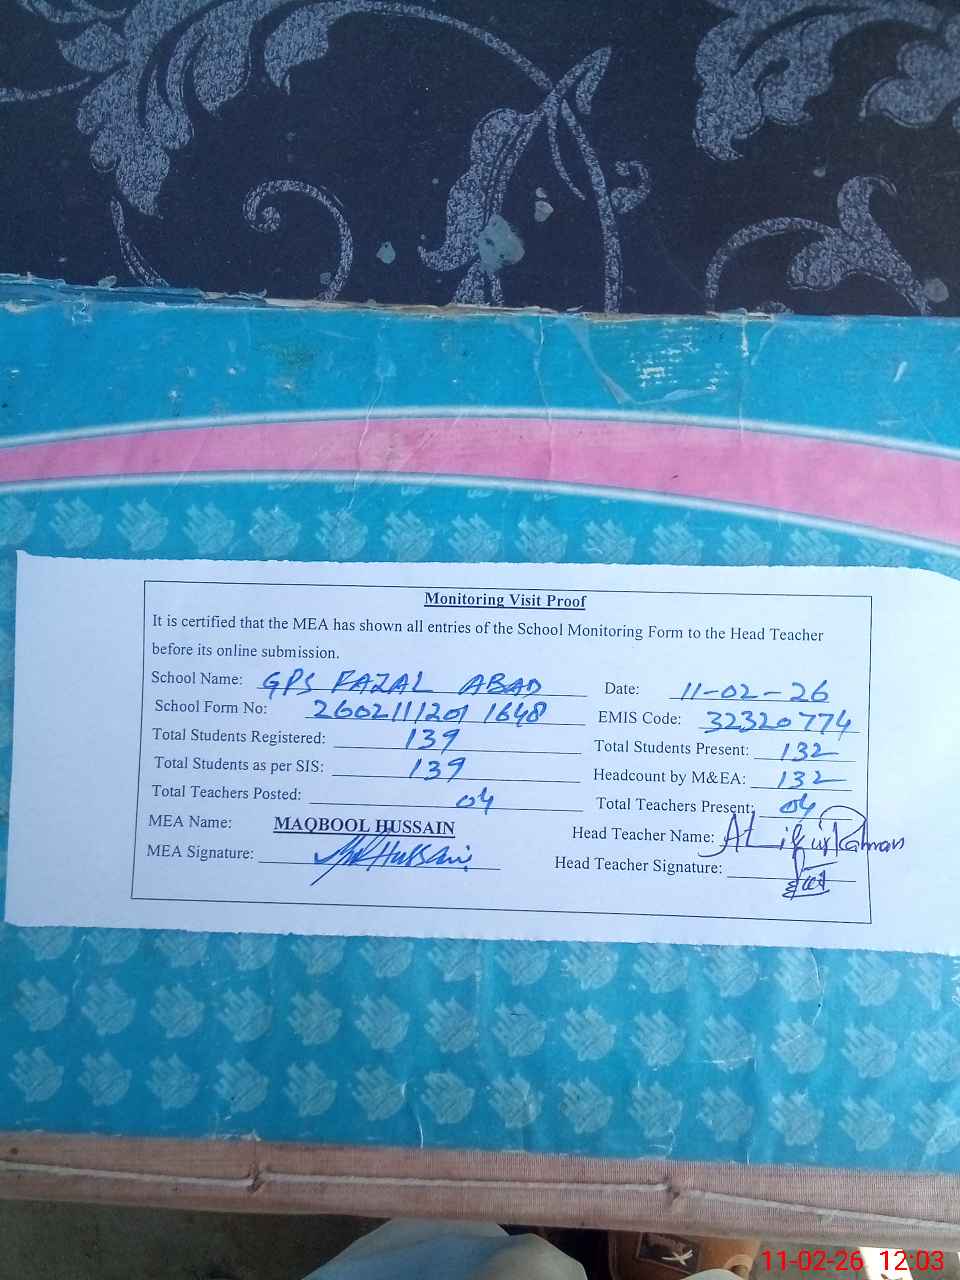 Monitoring Visit Proof
It is certified that the MEA has shown all entries of the School Monitoring Form to the Head Teacher
before its online submission.
School Name: GPS FAZAL ABAD Date: 11-02-26
School Form No: 2602111201 1648 EMIS Code: 32320774
Total Students Registered: 139 Total Students Present: 132
Total Students as per SIS: 139 Headcount by M&EA: 132
Total Teachers Posted: 04 Total Teachers Present: 04
MEA Name: MAQBOOL HUSSAIN Head Teacher Name: Atif ur Rahman
MEA Signature: Hussain Head Teacher Signature:
11-02-26 12:03